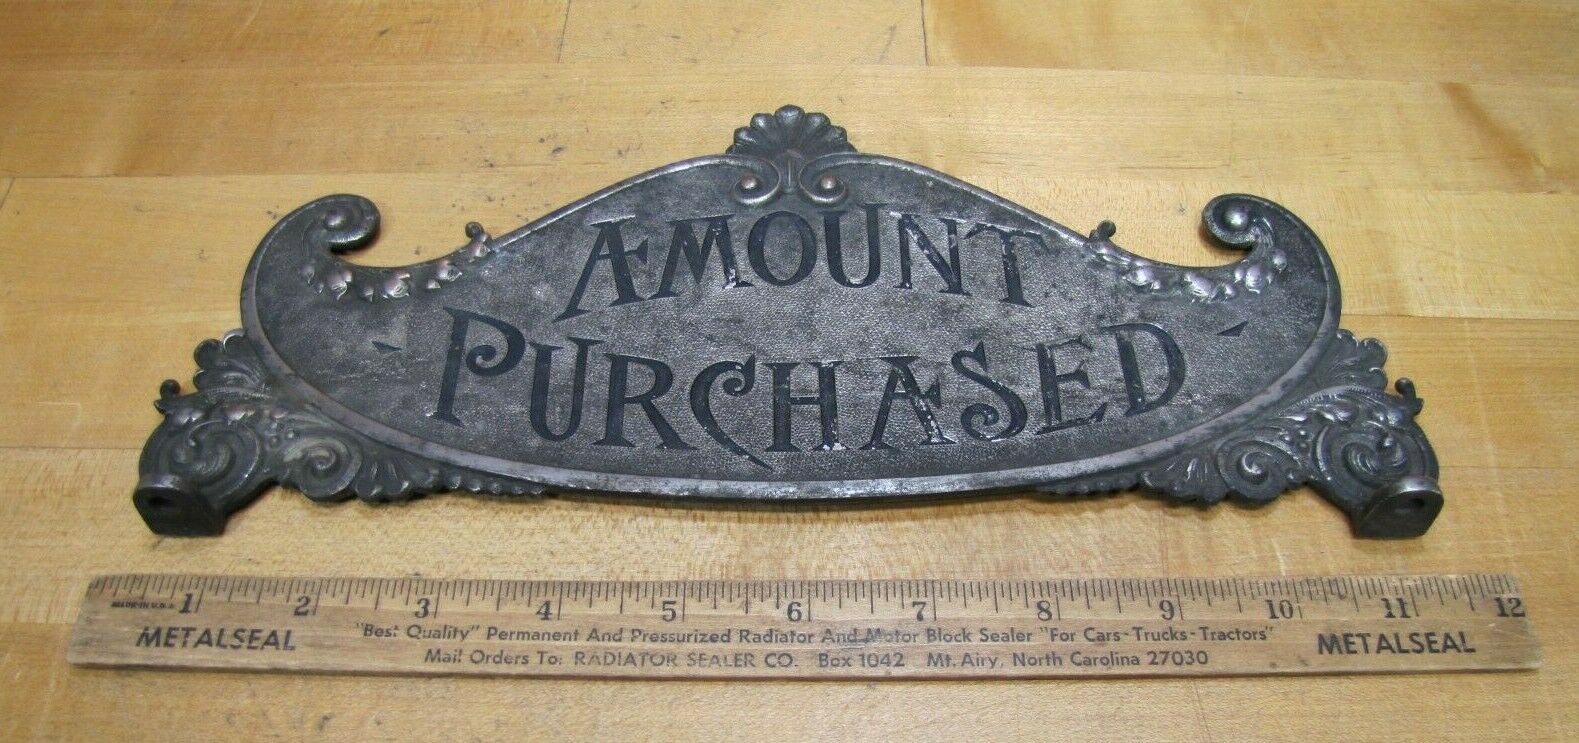 AMOUNT
- PURCHASED -
1 2 3 4 5 6 7 8 9 10 11 12
MADE IN U.S.A.
METALSEAL "Best Quality" Permanent And Pressurized Radiator And Motor Block Sealer "For Cars-Trucks-Tractors" METALSEAL
Mail Orders To: RADIATOR SEALER CO. Box 1042 Mt. Airy, North Carolina 27030